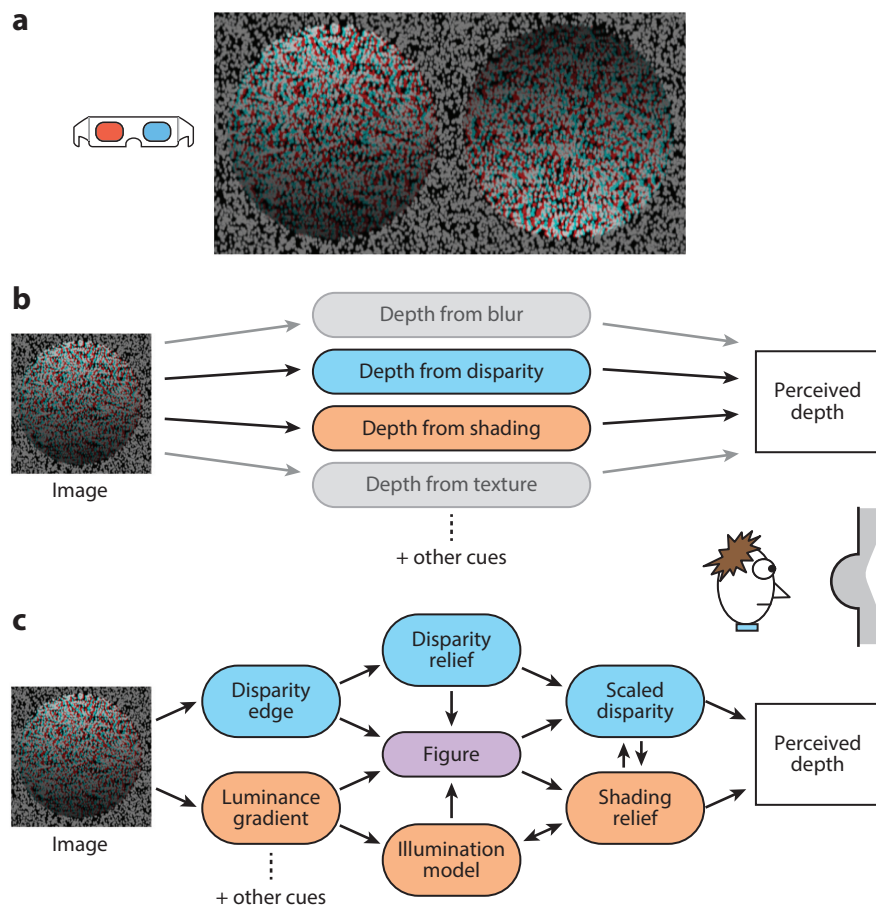 a
b
Depth from blur
Depth from disparity
Depth from shading
Depth from texture
+ other cues
Image
Perceived
depth
c
Disparity
edge
Disparity
relief
Scaled
disparity
Figure
Luminance
gradient
Illumination
model
Shading
relief
Perceived
depth
Image
+ other cues